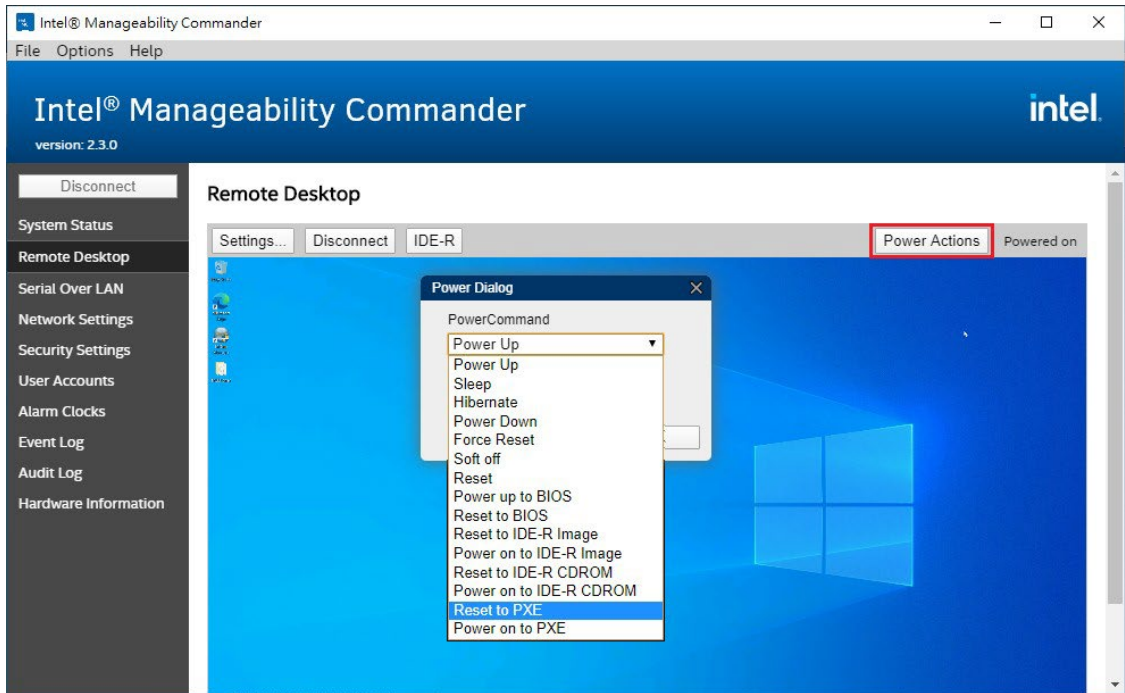 Intel® Manageability Commander
File Options Help
Intel® Manageability Commander
intel.
version: 2.3.0
Disconnect
System Status
Remote Desktop
Serial Over LAN
Network Settings
Security Settings
User Accounts
Alarm Clocks
Event Log
Audit Log
Hardware Information
Remote Desktop
Settings... Disconnect IDE-R Power Actions Powered on
Power Dialog
PowerCommand
Power Up
Power Up
Sleep
Hibernate
Power Down
Force Reset
Soft off
Reset
Power up to BIOS
Reset to BIOS
Reset to IDE-R Image
Power on to IDE-R Image
Reset to IDE-R CDROM
Power on to IDE-R CDROM
Reset to PXE
Power on to PXE